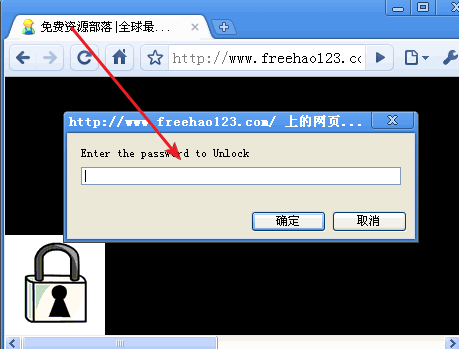 免费资源部落|全球最...
http://www.freehao123.co
http://www.freehao123.com/ 上的网页...
Enter the password to Unlock
确定
取消